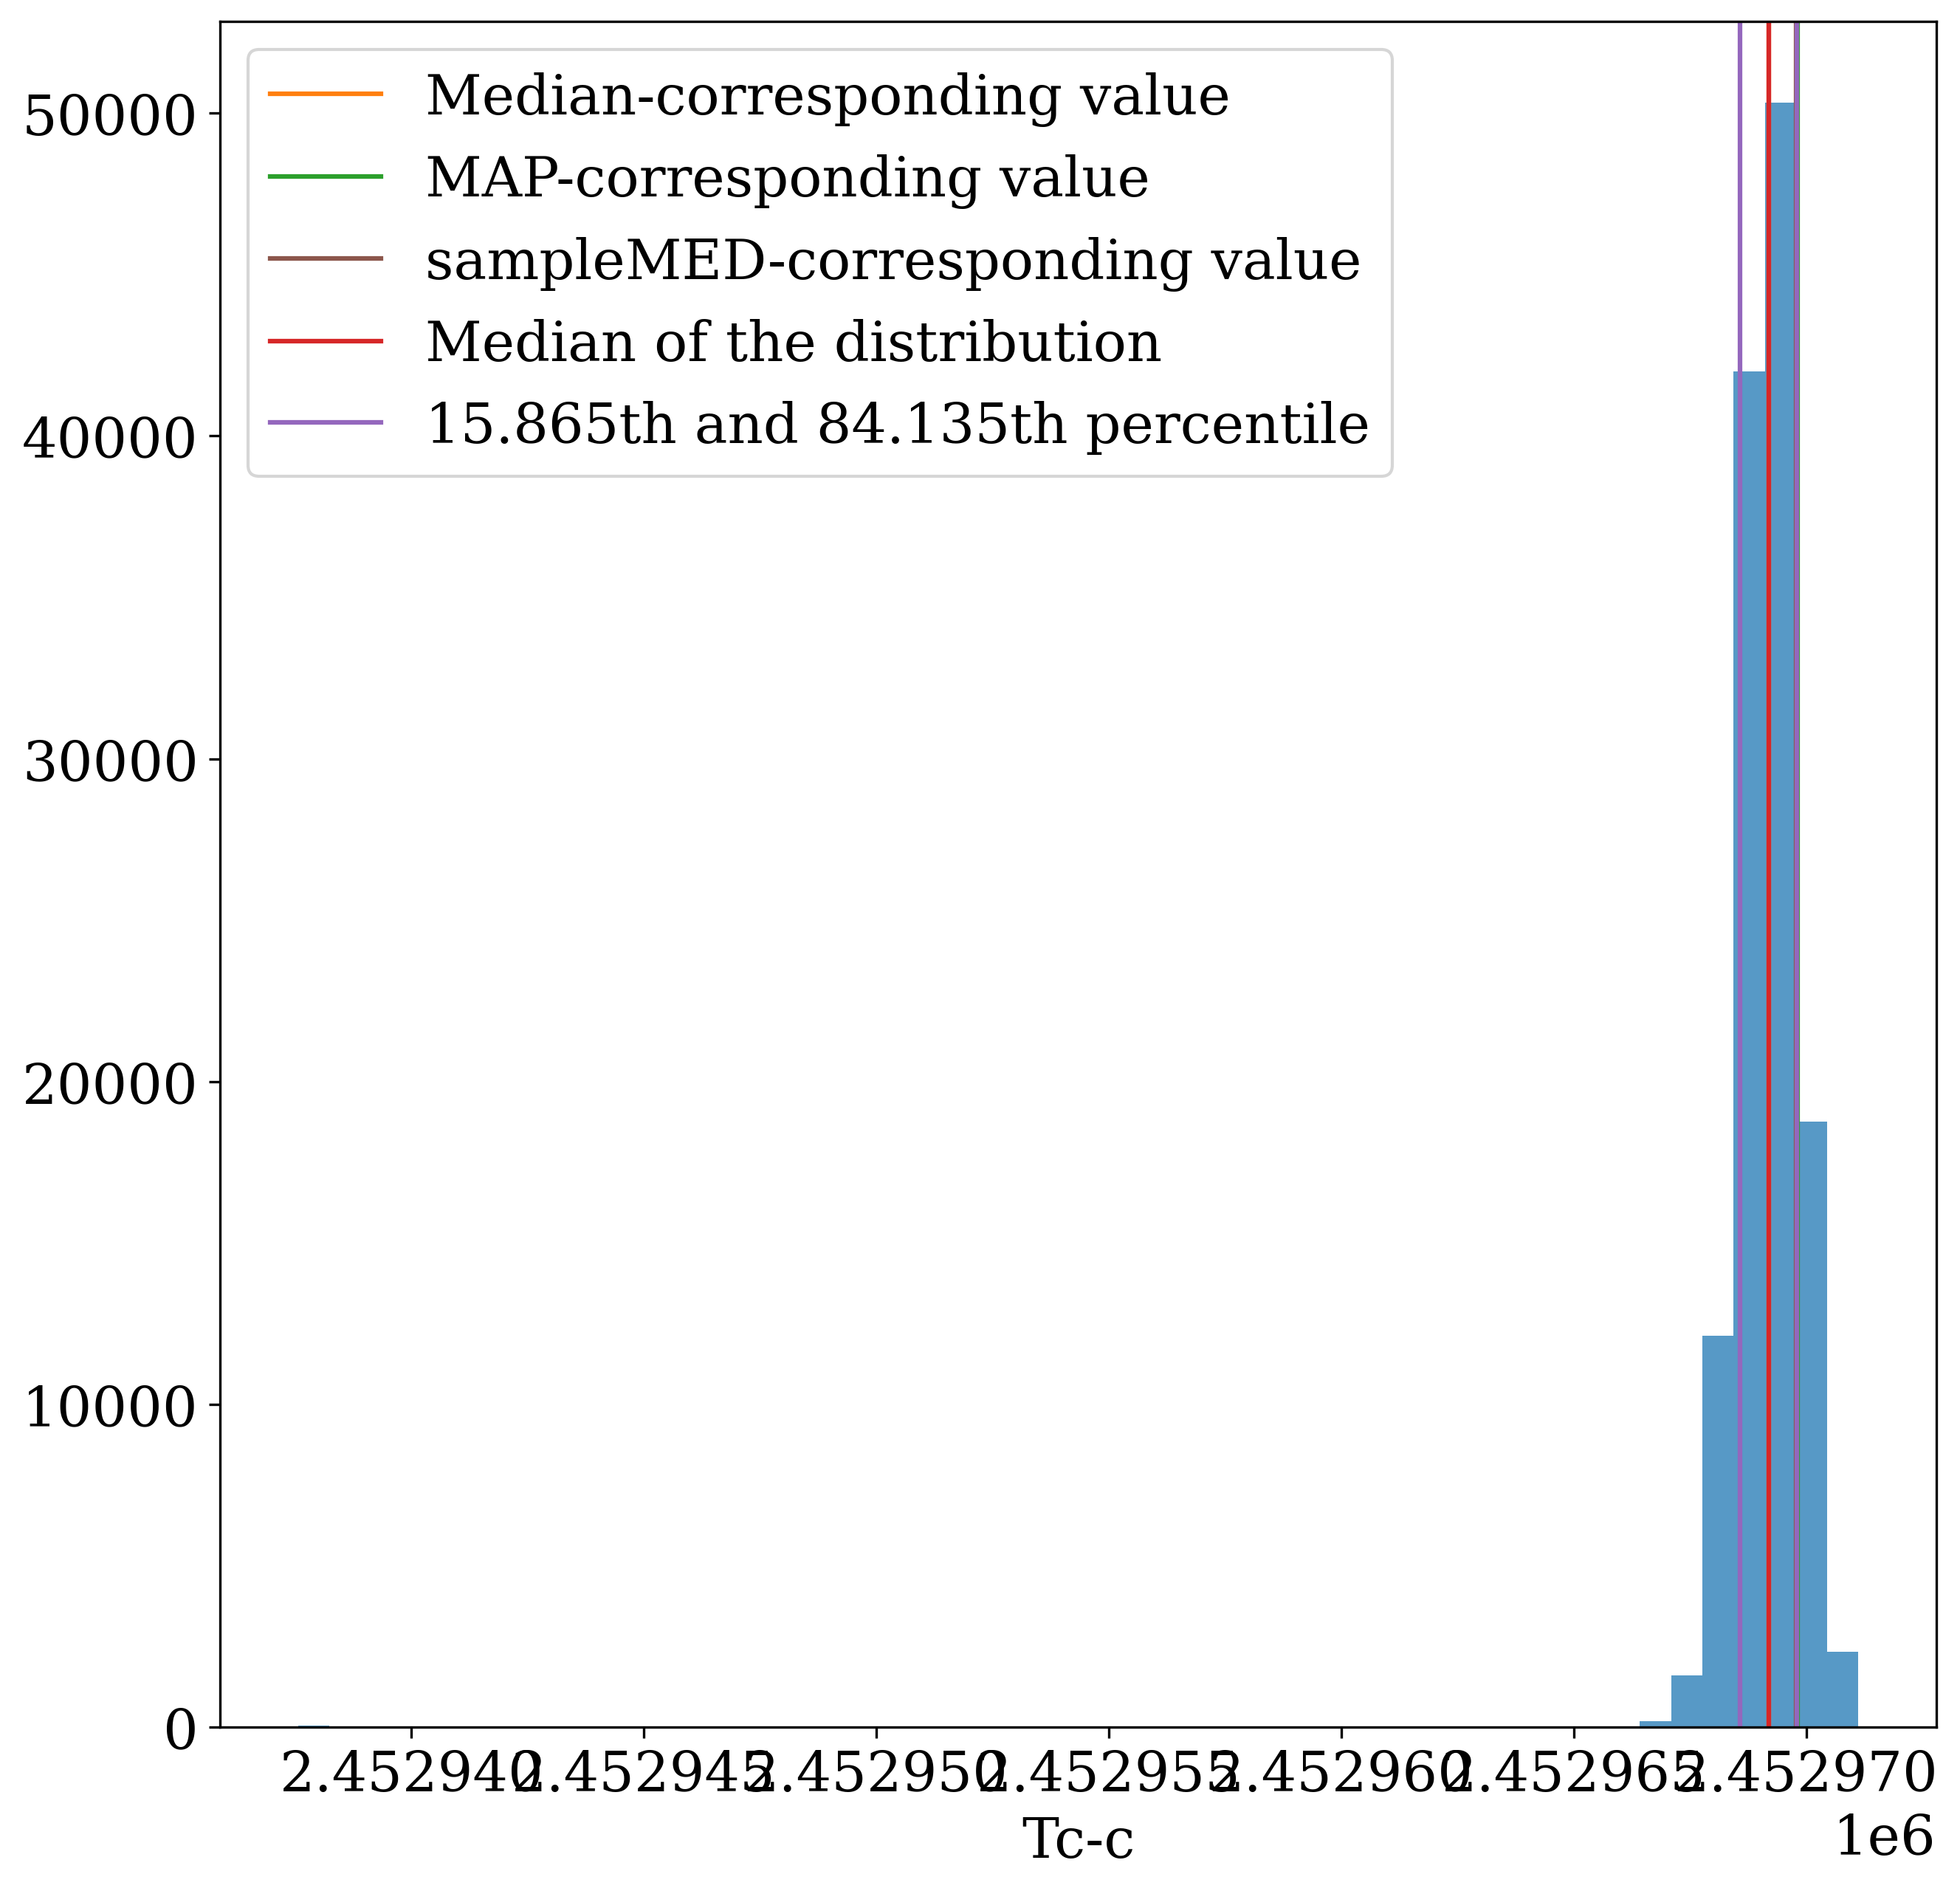 Median-corresponding value
MAP-corresponding value
sampleMED-corresponding value
Median of the distribution
15.865th and 84.135th percentile
50000
40000
30000
20000
10000
0
2.452940 2.452945 2.452950 2.452955 2.452960 2.452965 2.452970
1e6
Tc-c